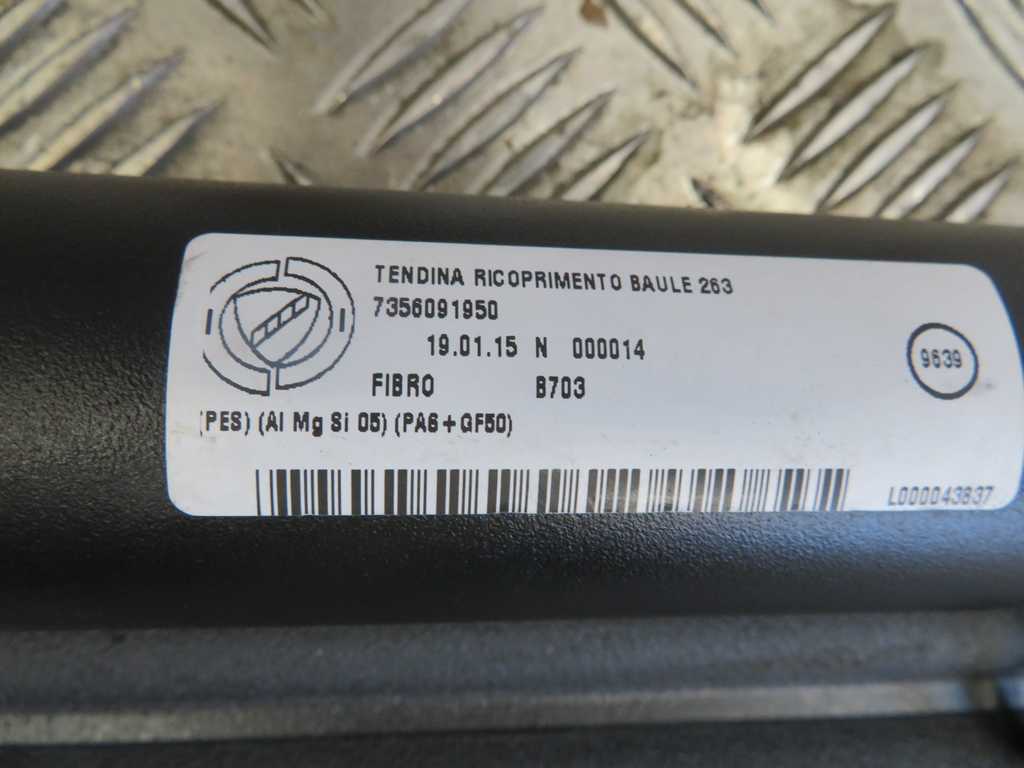 TENDINA RICOPRIMENTO BAULE 263
7356091950
19.01.15 N 000014
9639
FIBRO B703
(PES) (Al Mg Si 05) (PA6+GF50)
L000043837